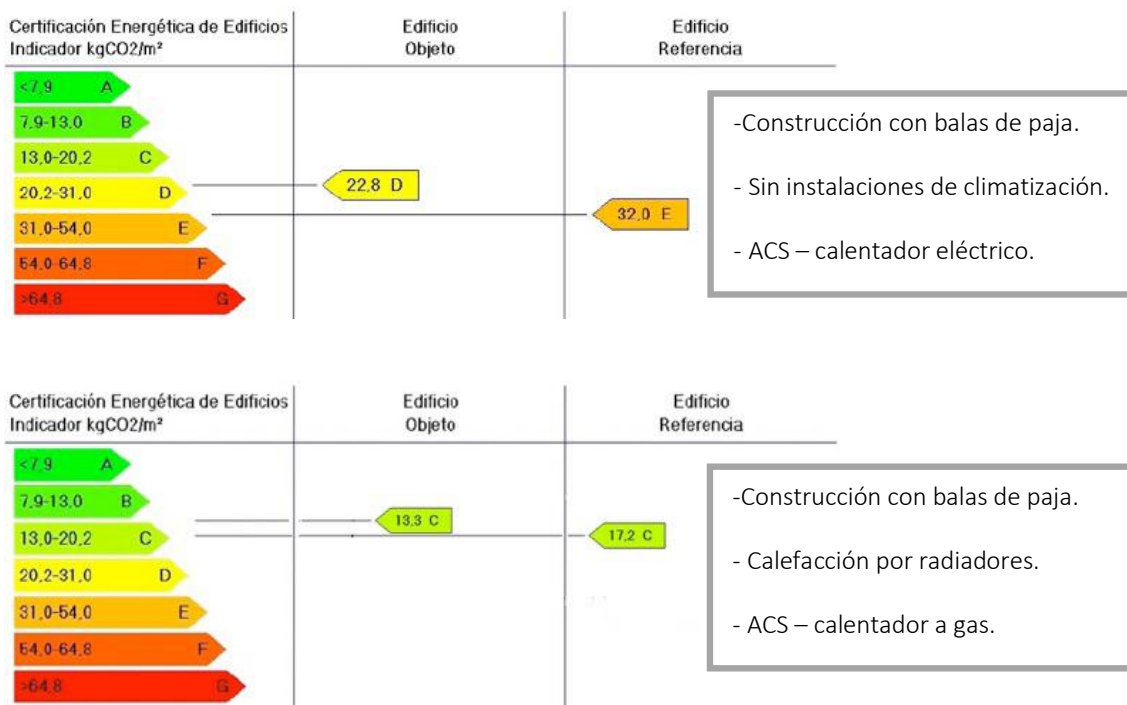 Certificación Energética de Edificios
Indicador kgCO2/m²
Edificio
Objeto
Edificio
Referencia
<7,9 A
7,9-13,0 B
13,0-20,2 C
20,2-31,0 D
31,0-54,0 E
54,0-64,8 F
>64,8 G
22,8 D
32,0 E
-Construcción con balas de paja.
- Sin instalaciones de climatización.
- ACS – calentador eléctrico.
Certificación Energética de Edificios
Indicador kgCO2/m²
Edificio
Objeto
Edificio
Referencia
<7,9 A
7,9-13,0 B
13,0-20,2 C
20,2-31,0 D
31,0-54,0 E
54,0-64,8 F
>64,8 G
13,3 C
17,2 C
-Construcción con balas de paja.
- Calefacción por radiadores.
- ACS – calentador a gas.